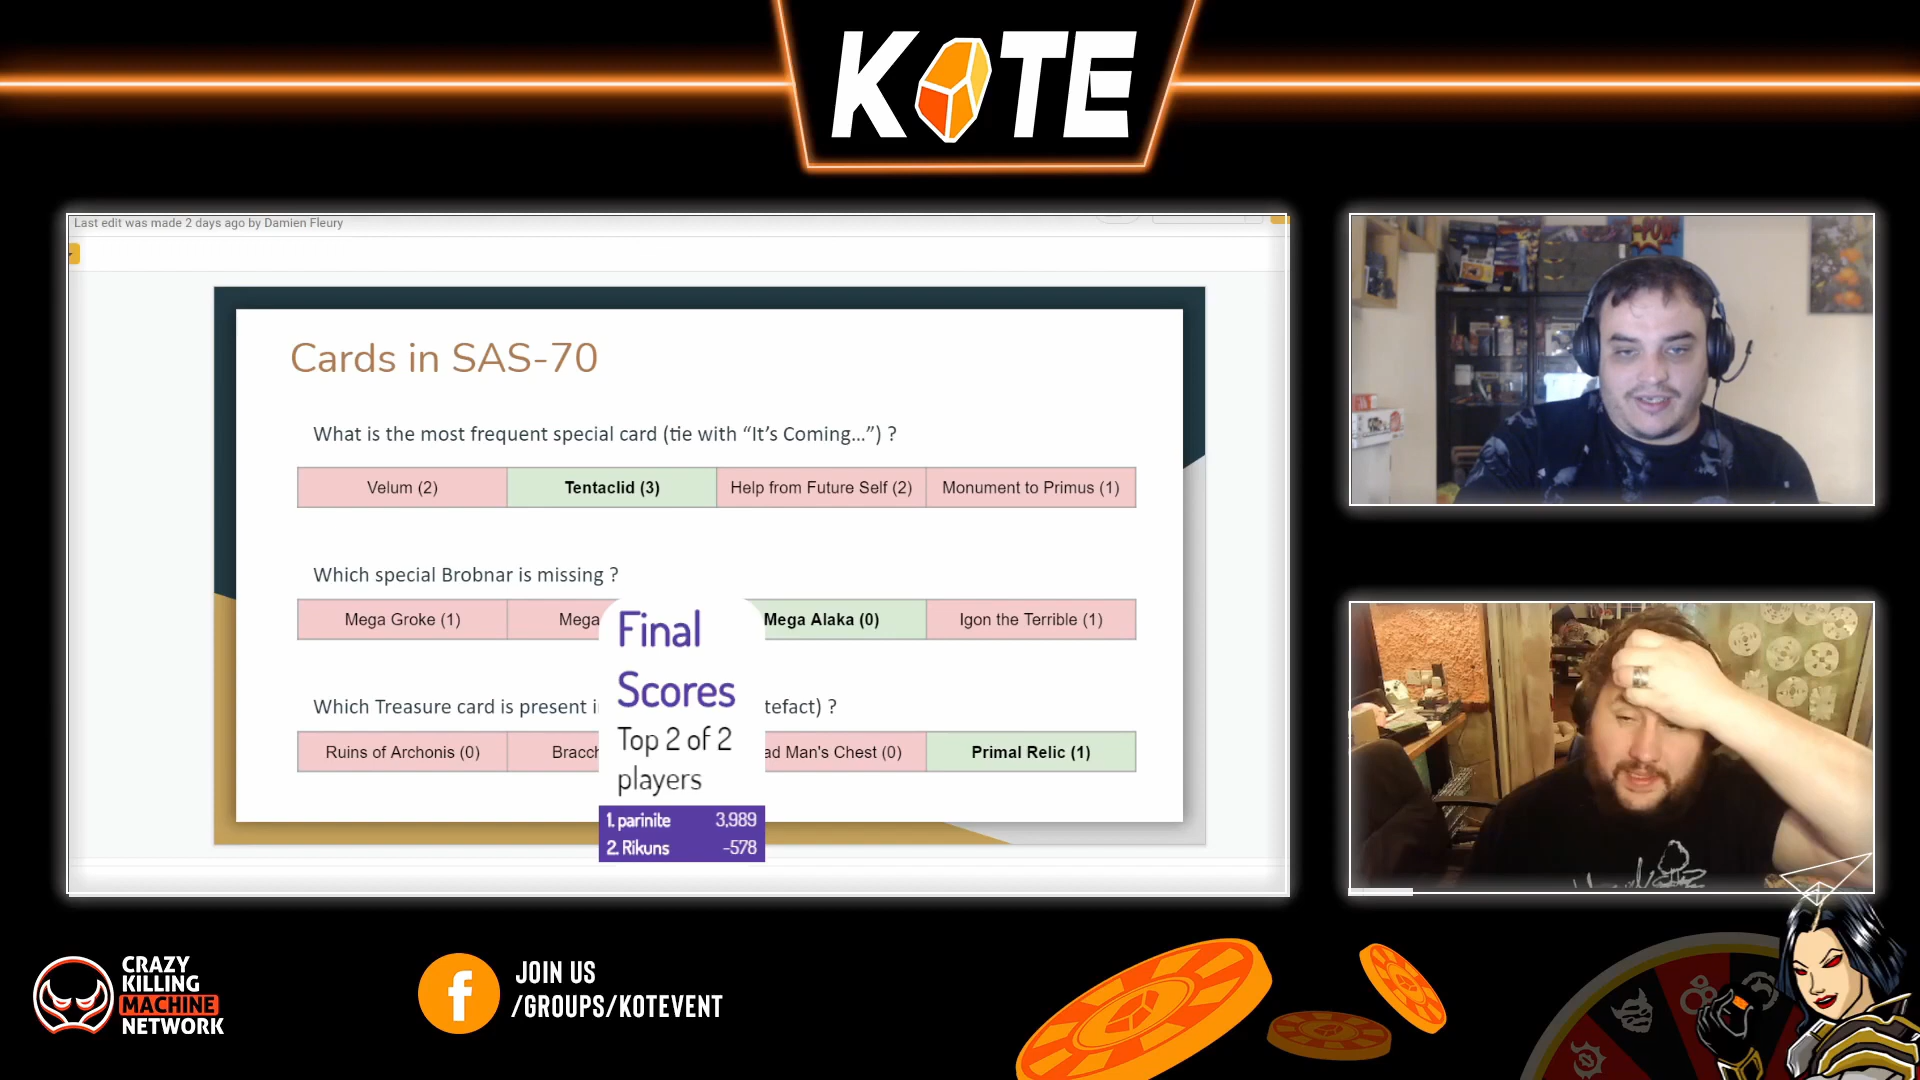 KOTE
Last edit was made 2 days ago by Damien Fleury
Cards in SAS-70
What is the most frequent special card (tie with “It’s Coming…”) ?
Velum (2)
Tentaclid (3)
Help from Future Self (2)
Monument to Primus (1)
Which special Brobnar is missing ?
Mega Groke (1)
Mega
Mega Alaka (0)
Igon the Terrible (1)
Final
Scores
Top 2 of 2
players
1. parinite 3,989
2. Rikuns -578
Which Treasure card is present
Ruins of Archonis (0)
Man's Chest (0)
Primal Relic (1)
CRAZY
KILLING
MACHINE
NETWORK
JOIN US
/GROUPS/KOTEVENT